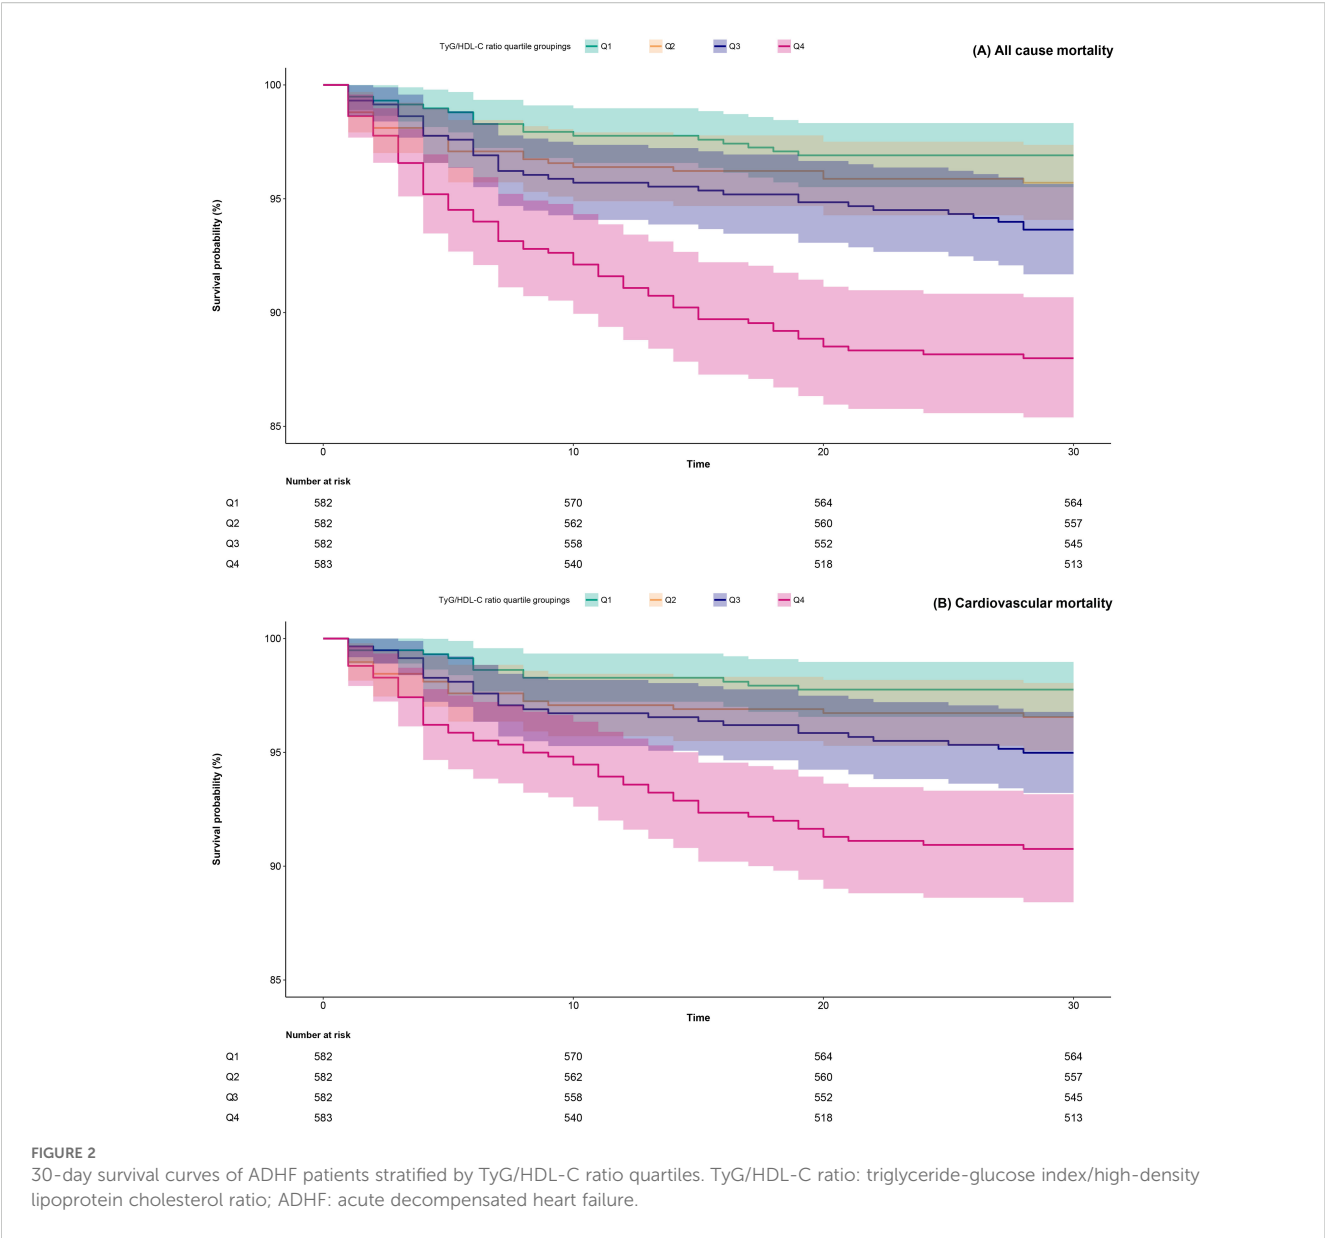 TyG/HDL-C ratio quartile groupings Q1 Q2 Q3 Q4
(A) All cause mortality
Survival probability (%)
100
95
90
85
0 10 20 30
Time
Number at risk
Q1 582 570 564 564
Q2 582 562 560 557
Q3 582 558 552 545
Q4 583 540 518 513
TyG/HDL-C ratio quartile groupings Q1 Q2 Q3 Q4
(B) Cardiovascular mortality
Survival probability (%)
100
95
90
85
0 10 20 30
Time
Number at risk
Q1 582 570 564 564
Q2 582 562 560 557
Q3 582 558 552 545
Q4 583 540 518 513
FIGURE 2
30-day survival curves of ADHF patients stratified by TyG/HDL-C ratio quartiles. TyG/HDL-C ratio: triglyceride-glucose index/high-density
lipoprotein cholesterol ratio; ADHF: acute decompensated heart failure.